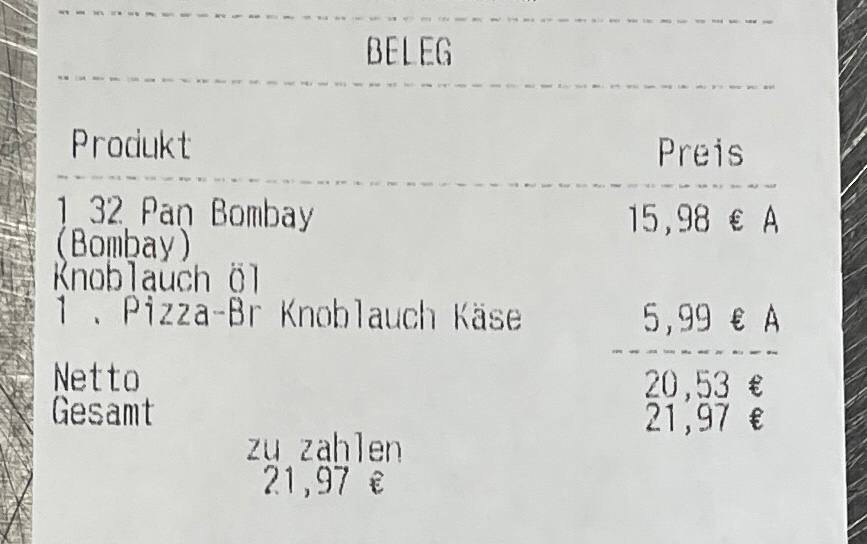 BELEG
Produkt Preis
1 32 Pan Bombay 15,98 € A
(Bombay)
Knoblauch öl
1 . Pizza-Br Knoblauch Käse 5,99 € A
Netto 20,53 €
Gesamt 21,97 €
zu zahlen
21,97 €